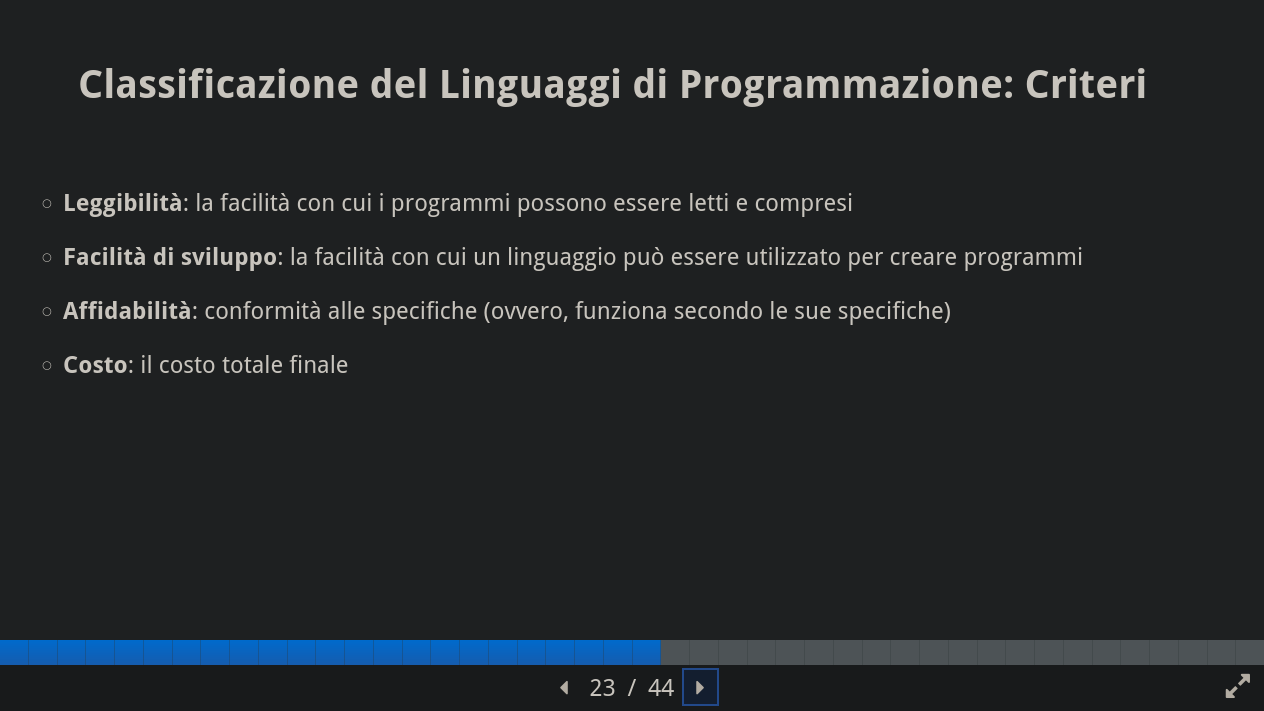 Classificazione del Linguaggi di Programmazione: Criteri
Leggibilità: la facilità con cui i programmi possono essere letti e compresi
Facilità di sviluppo: la facilità con cui un linguaggio può essere utilizzato per creare programmi
Affidabilità: conformità alle specifiche (ovvero, funziona secondo le sue specifiche)
Costo: il costo totale finale
23 / 44